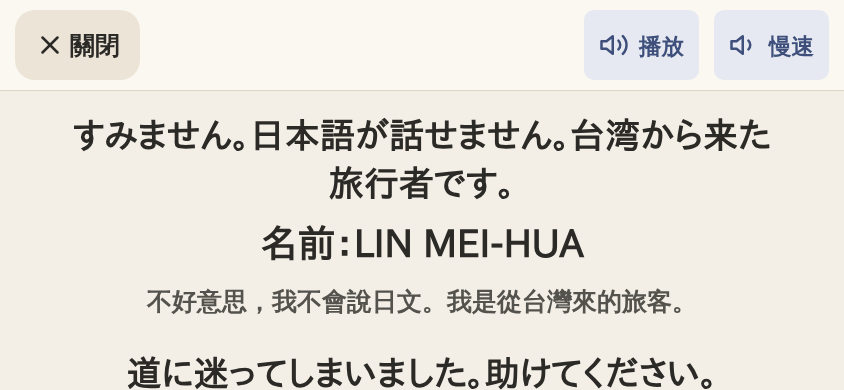 關閉
播放
慢速
すみません。日本語が話せません。台湾から来た
旅行者です。
名前:LIN MEI-HUA
不好意思，我不會說日文。我是從台灣來的旅客。
道に迷ってしまいました。助けてください。